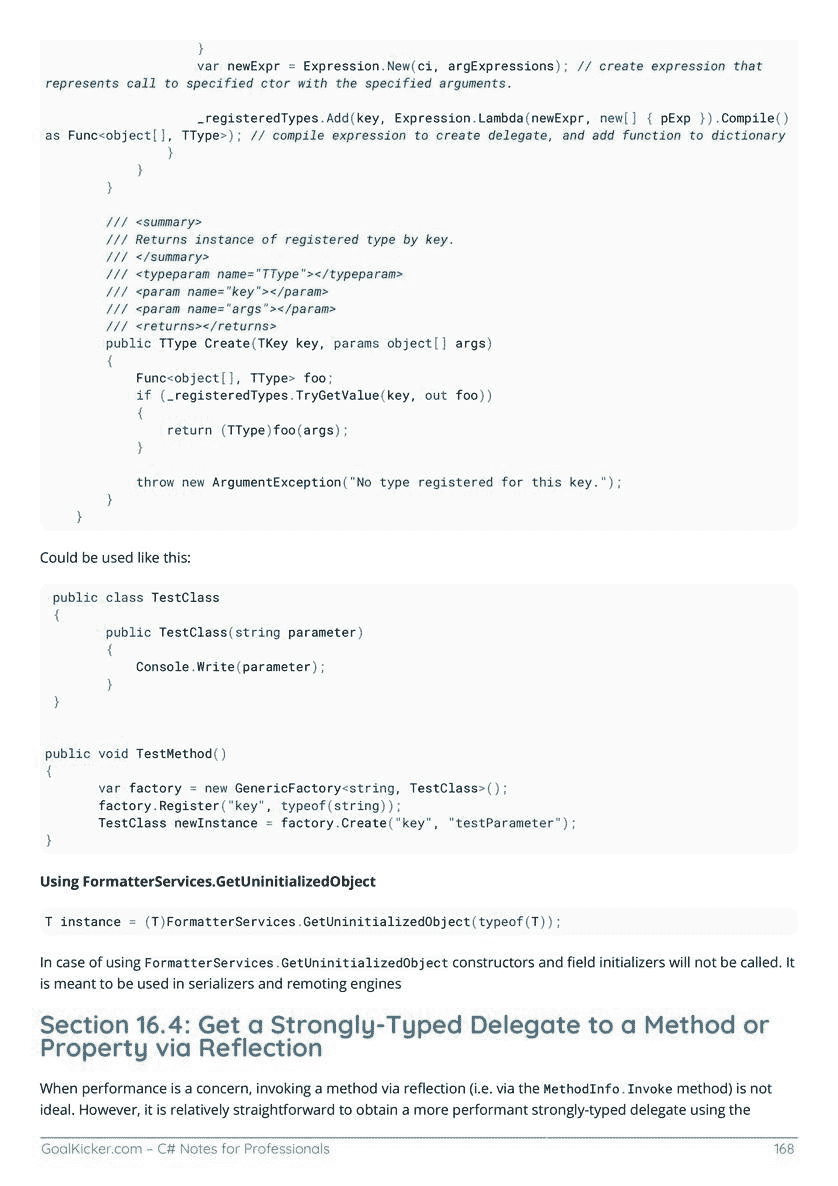 }
var newExpr = Expression.New(ci, argExpressions); // create expression that
represents call to specified ctor with the specified arguments.
_registeredTypes.Add(key, Expression.Lambda(newExpr, new[] { pExp }).Compile()
as Func<object[], TType>); // compile expression to create delegate, and add function to dictionary
}
}
}
/// <summary>
/// Returns instance of registered type by key.
/// </summary>
/// <typeparam name="TType"></typeparam>
/// <param name="key"></param>
/// <param name="args"></param>
/// <returns></returns>
public TType Create(TKey key, params object[] args)
{
Func<object[], TType> foo;
if (_registeredTypes.TryGetValue(key, out foo))
{
return (TType)foo(args);
}
throw new ArgumentException("No type registered for this key.");
}
}
Could be used like this:
public class TestClass
{
public TestClass(string parameter)
{
Console.Write(parameter);
}
}
public void TestMethod()
{
var factory = new GenericFactory<string, TestClass>();
factory.Register("key", typeof(string));
TestClass newInstance = factory.Create("key", "testParameter");
}
Using FormatterServices.GetUninitializedObject
T instance = (T)FormatterServices.GetUninitializedObject(typeof(T));
In case of using FormatterServices.GetUninitializedObject constructors and field initializers will not be called. It
is meant to be used in serializers and remoting engines
Section 16.4: Get a Strongly-Typed Delegate to a Method or
Property via Reflection
When performance is a concern, invoking a method via reflection (i.e. via the MethodInfo.Invoke method) is not
ideal. However, it is relatively straightforward to obtain a more performant strongly-typed delegate using the
GoalKicker.com – C# Notes for Professionals 168